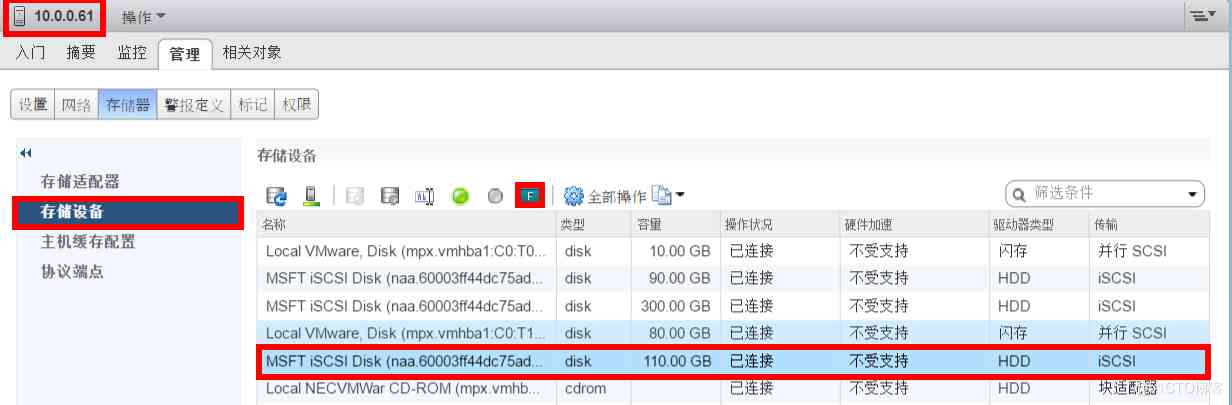 10.0.0.61 操作
入门 摘要 监控 管理 相关对象
设置 网络 存储器 警报定义 标记 权限
存储设备
存储适配器
存储设备
主机缓存配置
协议端点
F 全部操作 筛选条件
名称 类型 容量 操作状况 硬件加速 驱动器类型 传输
Local VMware, Disk (mpx.vmhba1:C0:T0... disk 10.00 GB 已连接 不受支持 闪存 并行 SCSI
MSFT iSCSI Disk (naa.60003ff44dc75ad... disk 90.00 GB 已连接 不受支持 HDD iSCSI
MSFT iSCSI Disk (naa.60003ff44dc75ad... disk 300.00 GB 已连接 不受支持 HDD iSCSI
Local VMware, Disk (mpx.vmhba1:C0:T1... disk 80.00 GB 已连接 不受支持 闪存 并行 SCSI
MSFT iSCSI Disk (naa.60003ff44dc75ad... disk 110.00 GB 已连接 不受支持 HDD iSCSI
Local NECVMWar CD-ROM (mpx.vmhb... cdrom 已连接 不受支持 HDD 块适配器